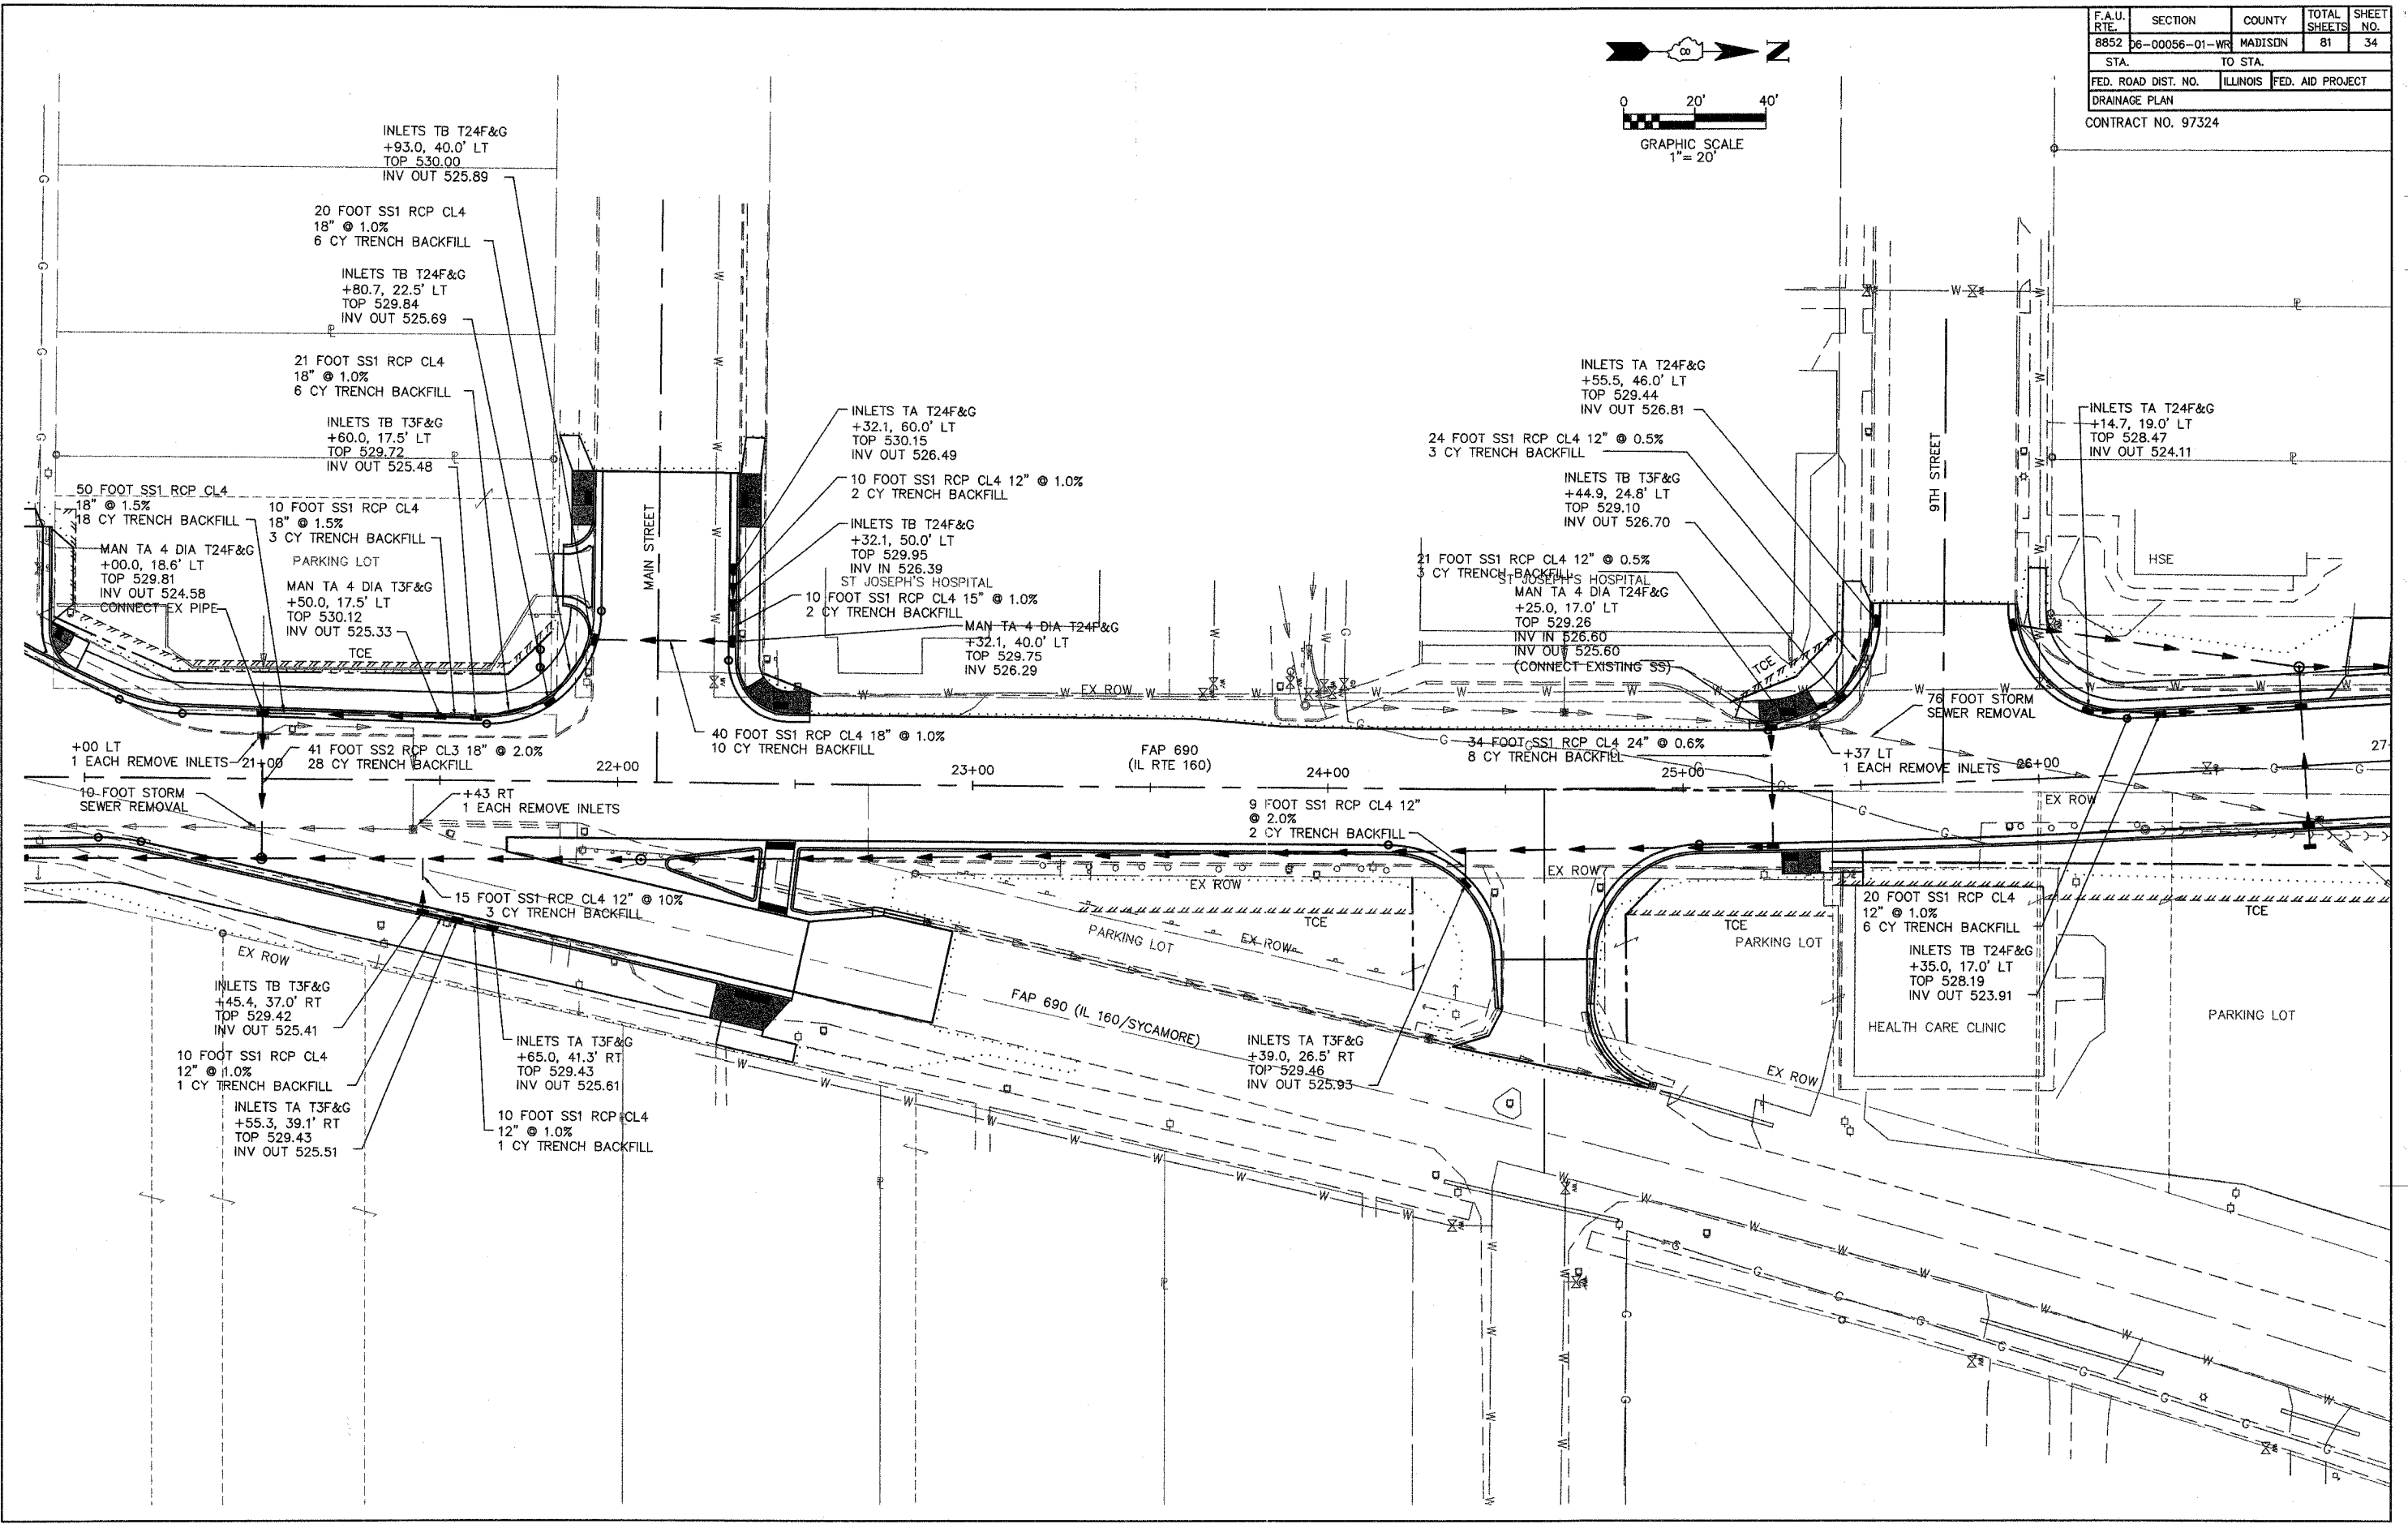 F.A.U. RTE. SECTION COUNTY TOTAL SHEETS SHEET NO.
8852 06-00056-01-WR MADISON 81 34
STA. TO STA.
FED. ROAD DIST. NO. ILLINOIS FED. AID PROJECT
DRAINAGE PLAN
CONTRACT NO. 97324
N
0 20' 40'
GRAPHIC SCALE
1"= 20'
INLETS TB T24F&G
+93.0, 40.0' LT
TOP 530.00
INV OUT 525.89
20 FOOT SS1 RCP CL4
18" @ 1.0%
6 CY TRENCH BACKFILL
INLETS TB T24F&G
+80.7, 22.5' LT
TOP 529.84
INV OUT 525.69
21 FOOT SS1 RCP CL4
18" @ 1.0%
6 CY TRENCH BACKFILL
INLETS TB T3F&G
+60.0, 17.5' LT
TOP 529.72
INV OUT 525.48
50 FOOT SS1 RCP CL4
18" @ 1.5%
18 CY TRENCH BACKFILL
10 FOOT SS1 RCP CL4
18" @ 1.5%
3 CY TRENCH BACKFILL
PARKING LOT
MAN TA 4 DIA T24F&G
+00.0, 18.6' LT
TOP 529.81
INV OUT 524.58
CONNECT EX PIPE
MAN TA 4 DIA T3F&G
+50.0, 17.5' LT
TOP 530.12
INV OUT 525.33
TCE
MAIN STREET
INLETS TA T24F&G
+32.1, 60.0' LT
TOP 530.15
INV OUT 526.49
10 FOOT SS1 RCP CL4 12" @ 1.0%
2 CY TRENCH BACKFILL
INLETS TB T24F&G
+32.1, 50.0' LT
TOP 529.95
INV IN 526.39
ST JOSEPH'S HOSPITAL
10 FOOT SS1 RCP CL4 15" @ 1.0%
2 CY TRENCH BACKFILL
MAN TA 4 DIA T24F&G
+32.1, 40.0' LT
TOP 529.75
INV 526.29
EX ROW
40 FOOT SS1 RCP CL4 18" @ 1.0%
10 CY TRENCH BACKFILL
INLETS TA T24F&G
+55.5, 46.0' LT
TOP 529.44
INV OUT 526.81
24 FOOT SS1 RCP CL4 12" @ 0.5%
3 CY TRENCH BACKFILL
INLETS TB T3F&G
+44.9, 24.8' LT
TOP 529.10
INV OUT 526.70
21 FOOT SS1 RCP CL4 12" @ 0.5%
3 CY TRENCH BACKFILL
ST JOSEPH'S HOSPITAL
MAN TA 4 DIA T24F&G
+25.0, 17.0' LT
TOP 529.26
INV IN 526.60
INV OUT 525.60
(CONNECT EXISTING SS)
TCE
9TH STREET
INLETS TA T24F&G
+14.7, 19.0' LT
TOP 528.47
INV OUT 524.11
HSE
76 FOOT STORM
SEWER REMOVAL
34 FOOT SS1 RCP CL4 24" @ 0.6%
8 CY TRENCH BACKFILL
+37 LT
1 EACH REMOVE INLETS
+00 LT
1 EACH REMOVE INLETS
41 FOOT SS2 RCP CL3 18" @ 2.0%
28 CY TRENCH BACKFILL
FAP 690
(IL RTE 160)
21+00
22+00
23+00
24+00
25+00
26+00
27
10 FOOT STORM
SEWER REMOVAL
+43 RT
1 EACH REMOVE INLETS
9 FOOT SS1 RCP CL4 12"
@ 2.0%
2 CY TRENCH BACKFILL
EX ROW
EX ROW
EX ROW
15 FOOT SS1 RCP CL4 12" @ 10%
3 CY TRENCH BACKFILL
TCE
PARKING LOT
EX ROW
TCE
PARKING LOT
TCE
20 FOOT SS1 RCP CL4
12" @ 1.0%
6 CY TRENCH BACKFILL
INLETS TB T24F&G
+35.0, 17.0' LT
TOP 528.19
INV OUT 523.91
HEALTH CARE CLINIC
PARKING LOT
EX ROW
INLETS TB T3F&G
+45.4, 37.0' RT
TOP 529.42
INV OUT 525.41
10 FOOT SS1 RCP CL4
12" @ 1.0%
1 CY TRENCH BACKFILL
INLETS TA T3F&G
+55.3, 39.1' RT
TOP 529.43
INV OUT 525.51
INLETS TA T3F&G
+65.0, 41.3' RT
TOP 529.43
INV OUT 525.61
10 FOOT SS1 RCP CL4
12" @ 1.0%
1 CY TRENCH BACKFILL
FAP 690 (IL 160/SYCAMORE)
INLETS TA T3F&G
+39.0, 26.5' RT
TOP 529.46
INV OUT 525.93
EX ROW